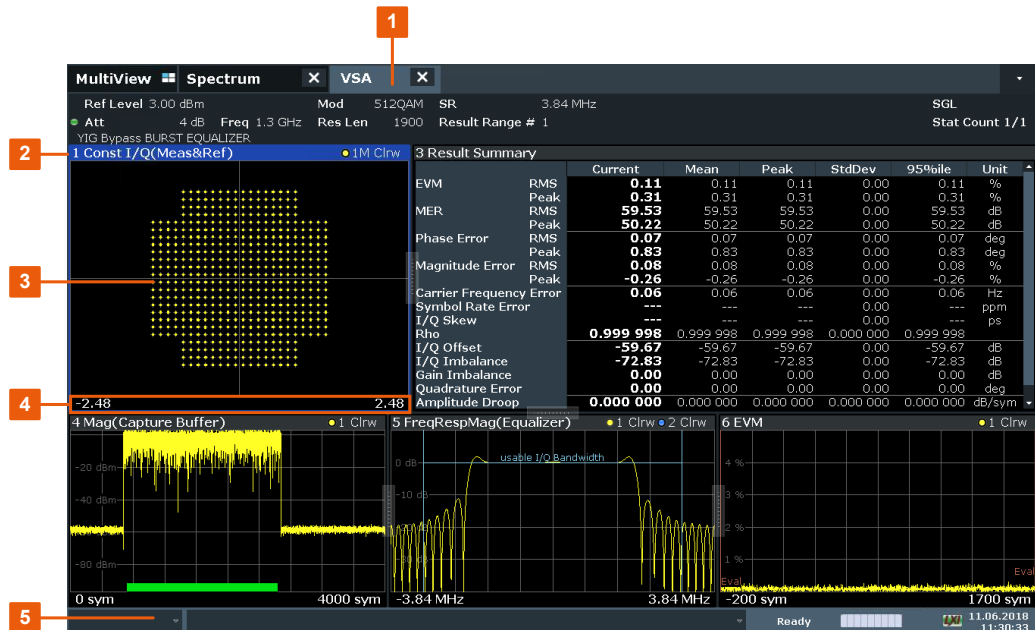 1
MultiView Spectrum X VSA X
Ref Level 3.00 dBm Mod 512QAM SR 3.84 MHz SGL
Att 4 dB Freq 1.3 GHz Res Len 1900 Result Range # 1 Stat Count 1/1
YIG Bypass BURST EQUALIZER
2
1 Const I/Q(Meas&Ref) 1M Clrw
3
4
-2.48 2.48
3 Result Summary
Current Mean Peak StdDev 95%ile Unit
EVM RMS 0.11 0.11 0.11 0.00 0.11 %
Peak 0.31 0.31 0.31 0.00 0.31 %
MER RMS 59.53 59.53 59.53 0.00 59.53 dB
Peak 50.22 50.22 50.22 0.00 50.22 dB
Phase Error RMS 0.07 0.07 0.07 0.00 0.07 deg
Peak 0.83 0.83 0.83 0.00 0.83 deg
Magnitude Error RMS 0.08 0.08 0.08 0.00 0.08 %
Peak -0.26 -0.26 -0.26 0.00 -0.26 %
Carrier Frequency Error 0.06 0.06 0.06 0.00 0.06 Hz
Symbol Rate Error --- --- --- 0.00 --- ppm
I/Q Skew --- --- --- 0.00 --- ps
Rho 0.999 998 0.999 998 0.999 998 0.000 000 0.999 998
I/Q Offset -59.67 -59.67 -59.67 0.00 -59.67 dB
I/Q Imbalance -72.83 -72.83 -72.83 0.00 -72.83 dB
Gain Imbalance 0.00 0.00 0.00 0.00 0.00 dB
Quadrature Error 0.00 0.00 0.00 0.00 0.00 deg
Amplitude Droop 0.000 000 0.000 000 0.000 000 0.000 000 0.000 000 dB/sym
4 Mag(Capture Buffer) 1 Clrw
-20 dBm
-40 dBm
-80 dBm
0 sym 4000 sym
5 FreqRespMag(Equalizer) 1 Clrw 2 Clrw
usable I/Q Bandwidth
0 dB
-10 dB
-3.84 MHz 3.84 MHz
6 EVM 1 Clrw
4 %
3 %
2 %
1 %
Eval Eval
-200 sym 1700 sym
5
Ready LXI 11.06.2018
11:30:33